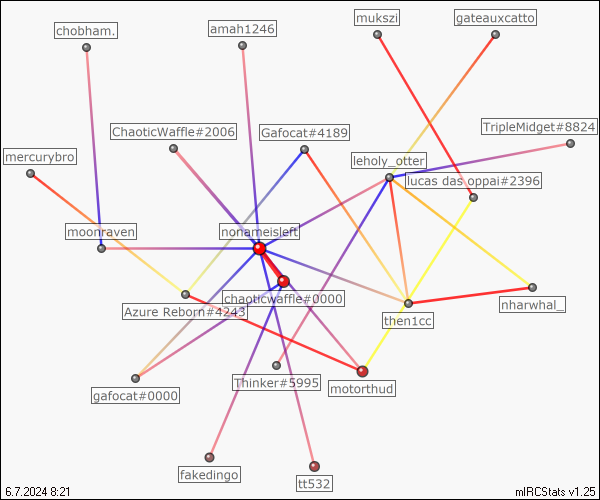 mukszi
gateauxcatto
chobham.
amah1246
TripleMidget#8824
ChaoticWaffle#2006
Gafocat#4189
mercurybro
leholy_otter
lucas das oppai#2396
moonraven
nonameisleft
chaoticwaffle#0000
Azure Reborn#4243
then1cc
nharwhal_
gafocat#0000
Thinker#5995
motorthud
fakedingo
tt532
6.7.2024 8:21
mIRCStats v1.25